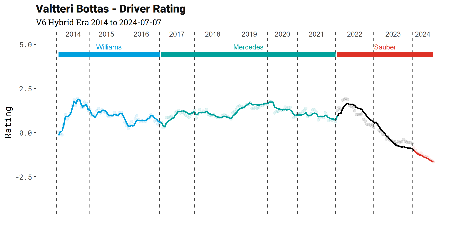 Valtteri Bottas - Driver Rating
V6 Hybrid Era 2014 to 2024-07-07
2014 2015 2016 2017 2018 2019 2020 2021 2022 2023 2024
Williams Mercedes Sauber
5.0
2.5
0.0
-2.5
Rating